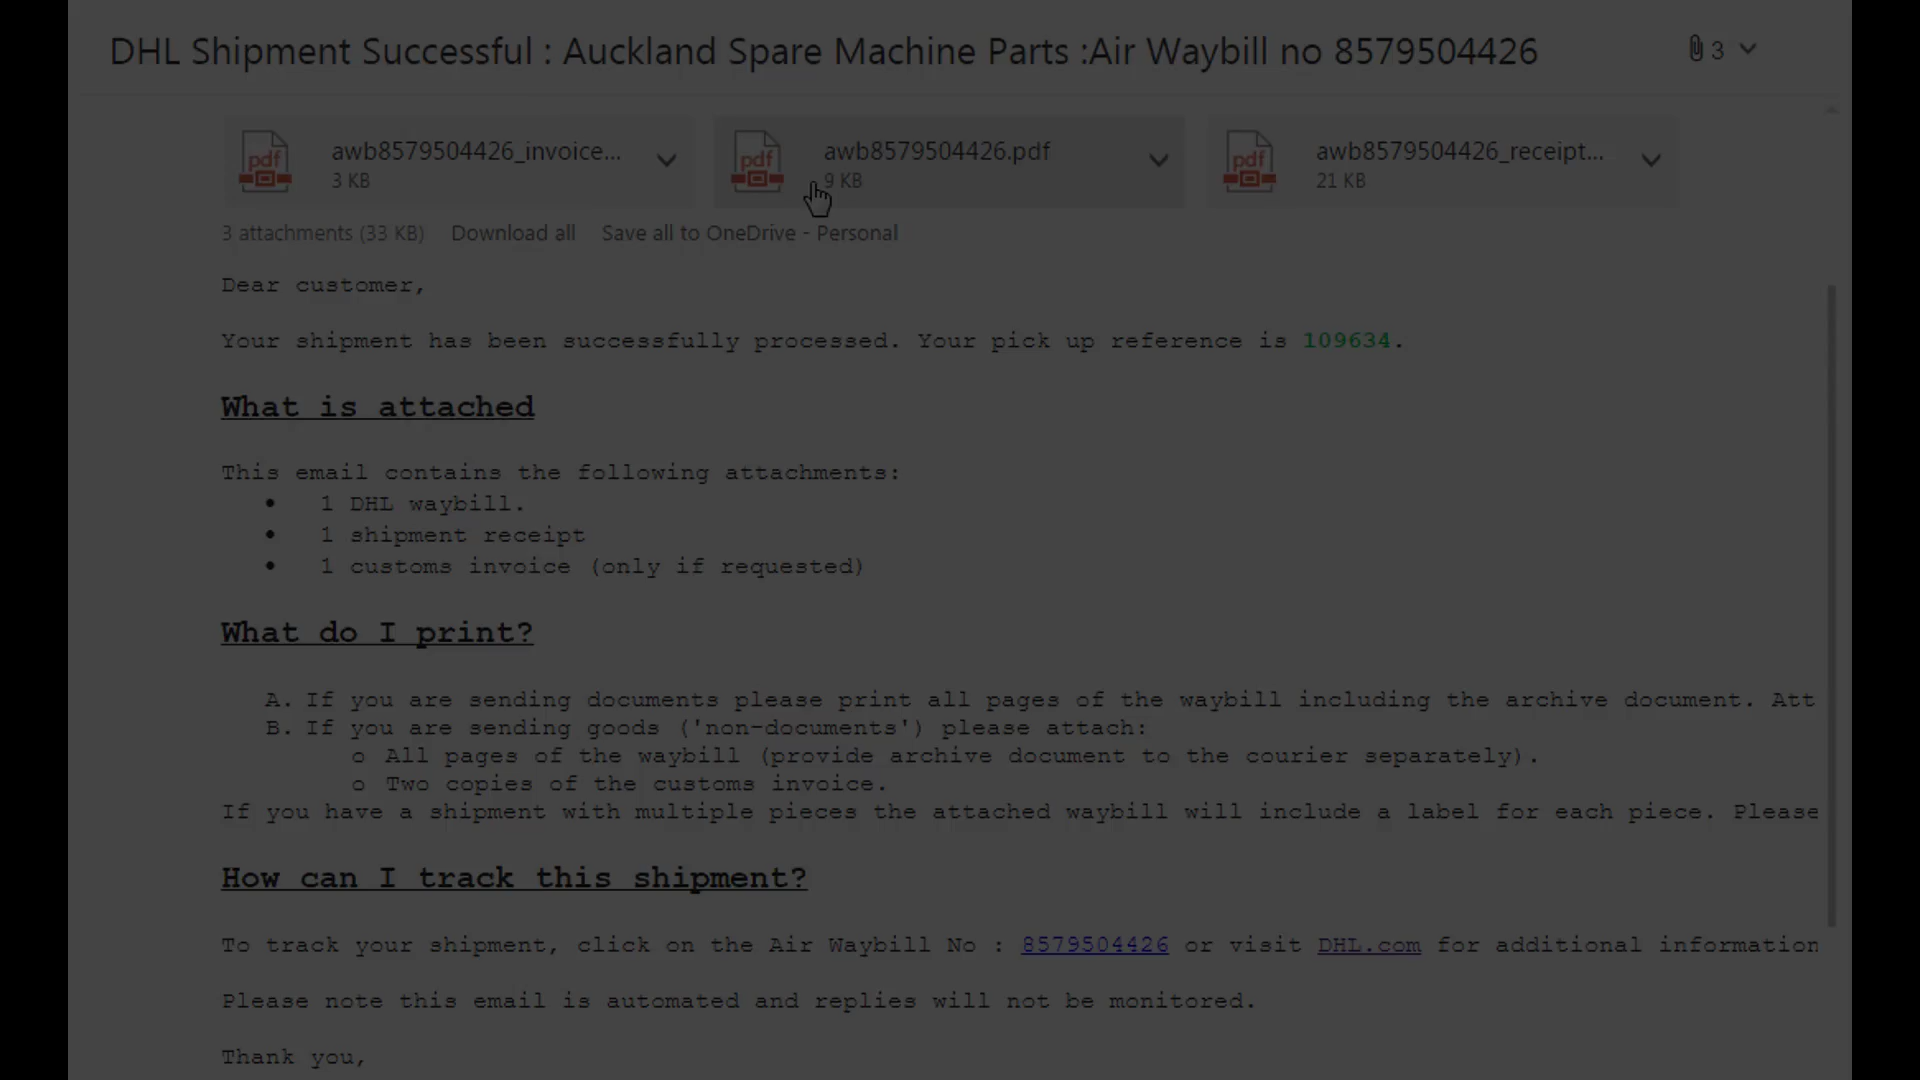 DHL Shipment Successful : Auckland Spare Machine Parts :Air Waybill no 8579504426
3
pdf
awb8579504426_invoice...
3 KB
pdf
awb8579504426.pdf
9 KB
pdf
awb8579504426_receipt...
21 KB
3 attachments (33 KB) Download all Save all to OneDrive - Personal
Dear customer,
Your shipment has been successfully processed. Your pick up reference is 109634.
What is attached
This email contains the following attachments:
• 1 DHL waybill.
• 1 shipment receipt
• 1 customs invoice (only if requested)
What do I print?
A. If you are sending documents please print all pages of the waybill including the archive document. Att
B. If you are sending goods ('non-documents') please attach:
o All pages of the waybill (provide archive document to the courier separately).
o Two copies of the customs invoice.
If you have a shipment with multiple pieces the attached waybill will include a label for each piece. Please
How can I track this shipment?
To track your shipment, click on the Air Waybill No : 8579504426 or visit DHL.com for additional information
Please note this email is automated and replies will not be monitored.
Thank you,